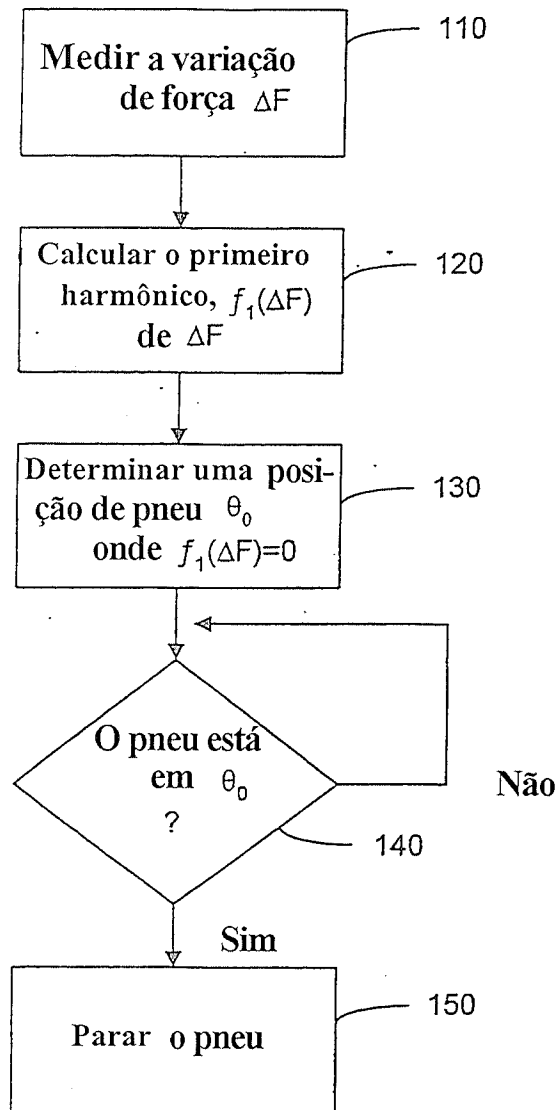 110
Medir a variação
de força ΔF
Calcular o primeiro
harmônico, f₁(ΔF)
de ΔF
120
Determinar uma posi-
ção de pneu θ₀
onde f₁(ΔF)=0
130
O pneu está
em θ₀
?
Não
140
Sim
Parar o pneu
150